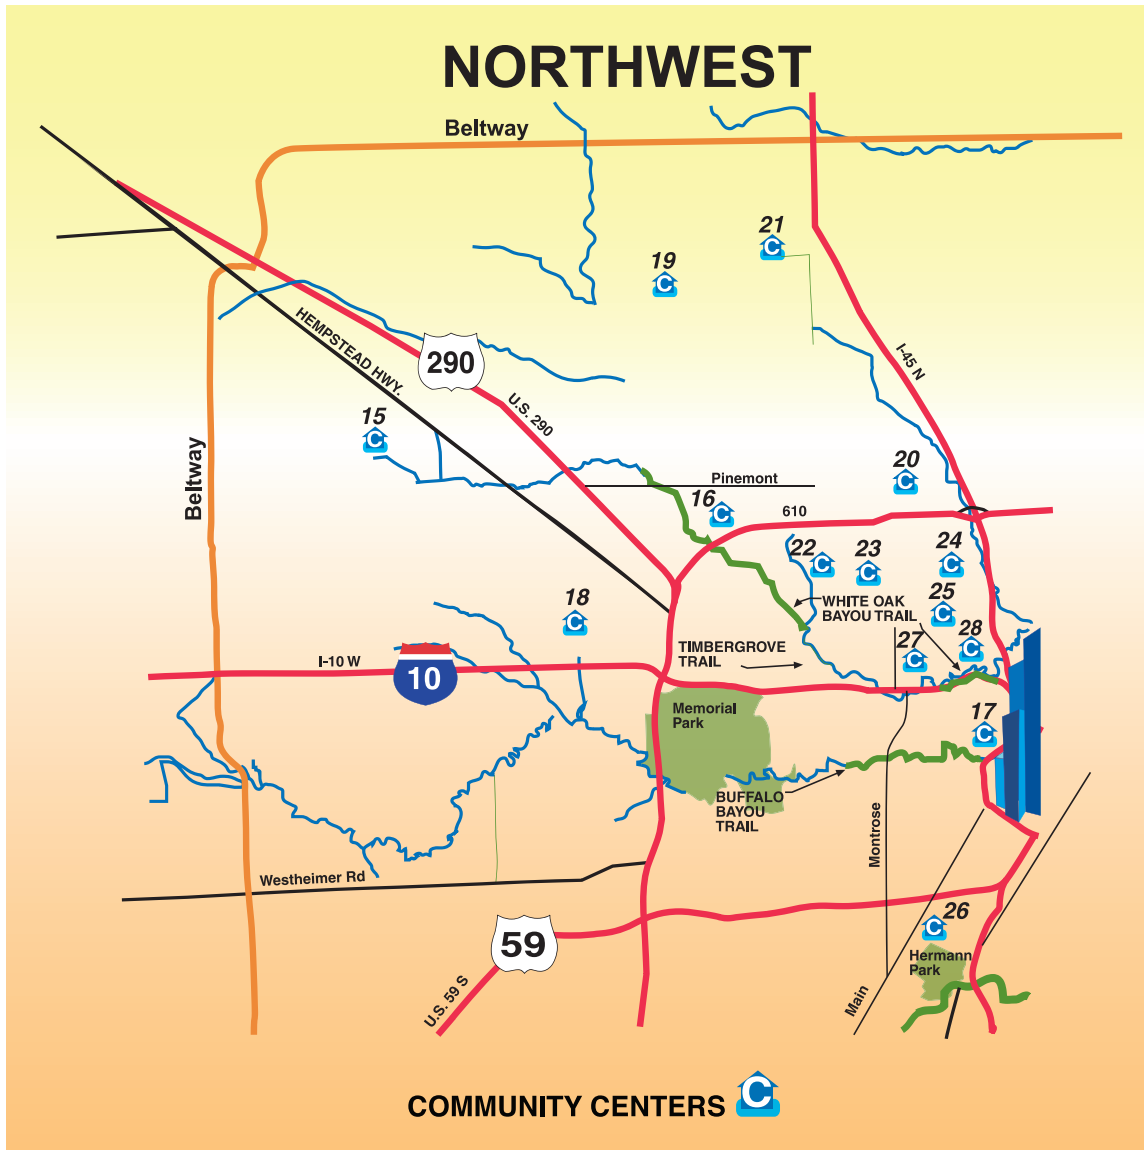 NORTHWEST
Beltway
21
19
HEMPSTEAD HWY.
290
I-45 N
U.S. 290
15
Beltway
20
Pinemont
16
610
22
23
24
18
WHITE OAK
BAYOU TRAIL
25
27
28
TIMBERGROVE
TRAIL
I-10 W
10
Memorial
Park
17
BUFFALO
BAYOU
TRAIL
Montrose
Westheimer Rd
59
26
Hermann
Park
U.S. 59 S
Main
COMMUNITY CENTERS C